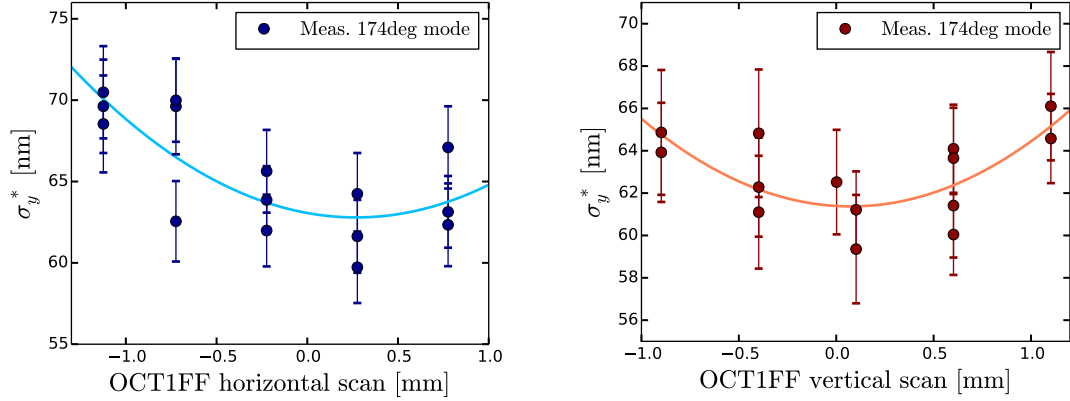 75
70
65
60
55
σ_y^* [nm]
Meas. 174deg mode
−1.0 −0.5 0.0 0.5 1.0
OCT1FF horizontal scan [mm]
70
68
66
64
62
60
58
56
σ_y^* [nm]
Meas. 174deg mode
−1.0 −0.5 0.0 0.5 1.0
OCT1FF vertical scan [mm]